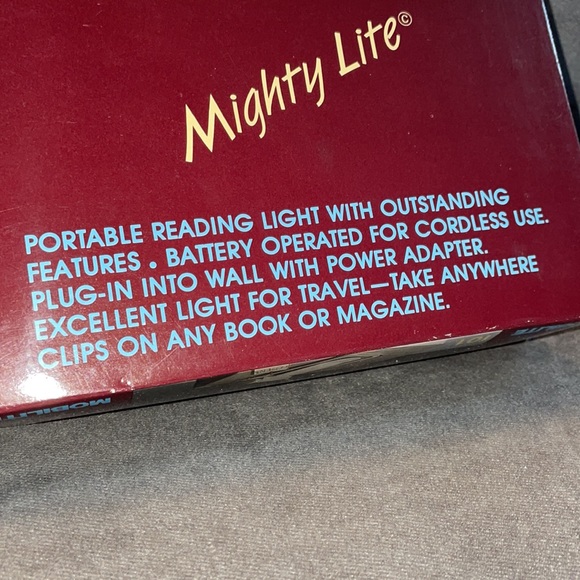 Mighty Lite©
PORTABLE READING LIGHT WITH OUTSTANDING
FEATURES • BATTERY OPERATED FOR CORDLESS USE.
PLUG-IN INTO WALL WITH POWER ADAPTER.
EXCELLENT LIGHT FOR TRAVEL—TAKE ANYWHERE
CLIPS ON ANY BOOK OR MAGAZINE.